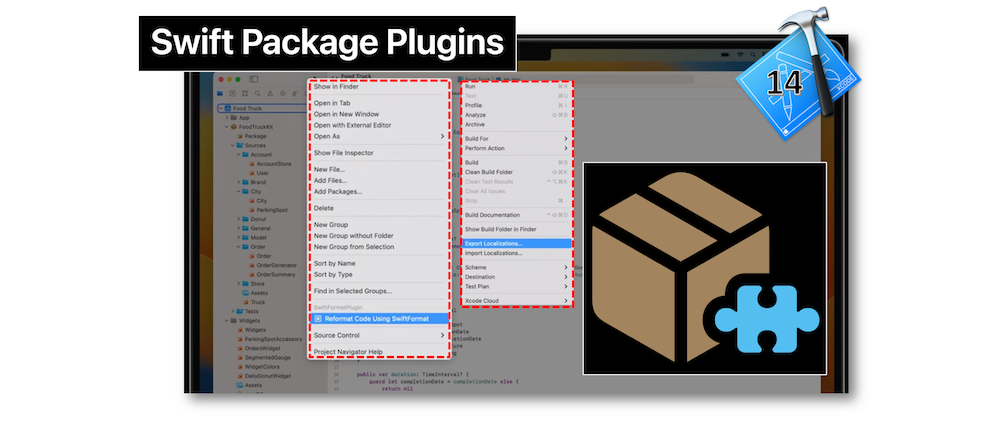 Swift Package Plugins
14
XCODE
Food Truck
Food Truck
App
FoodTruckKit
Package
Sources
Account
AccountStore
User
Brand
City
City
ParkingSpot
Donut
General
Model
Order
Order
OrderGenerator
OrderSummary
Store
Assets
Truck
Tests
Widgets
Widgets
ParkingSpotAccessory
OrdersWidget
SegmentedGauge
WidgetColors
DailyDonutWidget
Assets
Show in Finder
Open in Tab
Open in New Window
Open with External Editor
Open As
Show File Inspector
New File...
Add Files...
Add Packages...
Delete
New Group
New Group without Folder
New Group from Selection
Sort by Name
Sort by Type
Find in Selected Groups...
SwiftFormatPlugin
Reformat Code Using SwiftFormat
Source Control
Project Navigator Help
Run
Test
Profile
Analyze
Archive
Build For
Perform Action
Build
Clean Build Folder
Clean Test Results
Clear All Issues
Stop
Build Documentation
Show Build Folder in Finder
Export Localizations...
Import Localizations...
Scheme
Destination
Test Plan
Xcode Cloud
public var duration: TimeInterval? {
guard let completionDate = completionDate else {
return nil